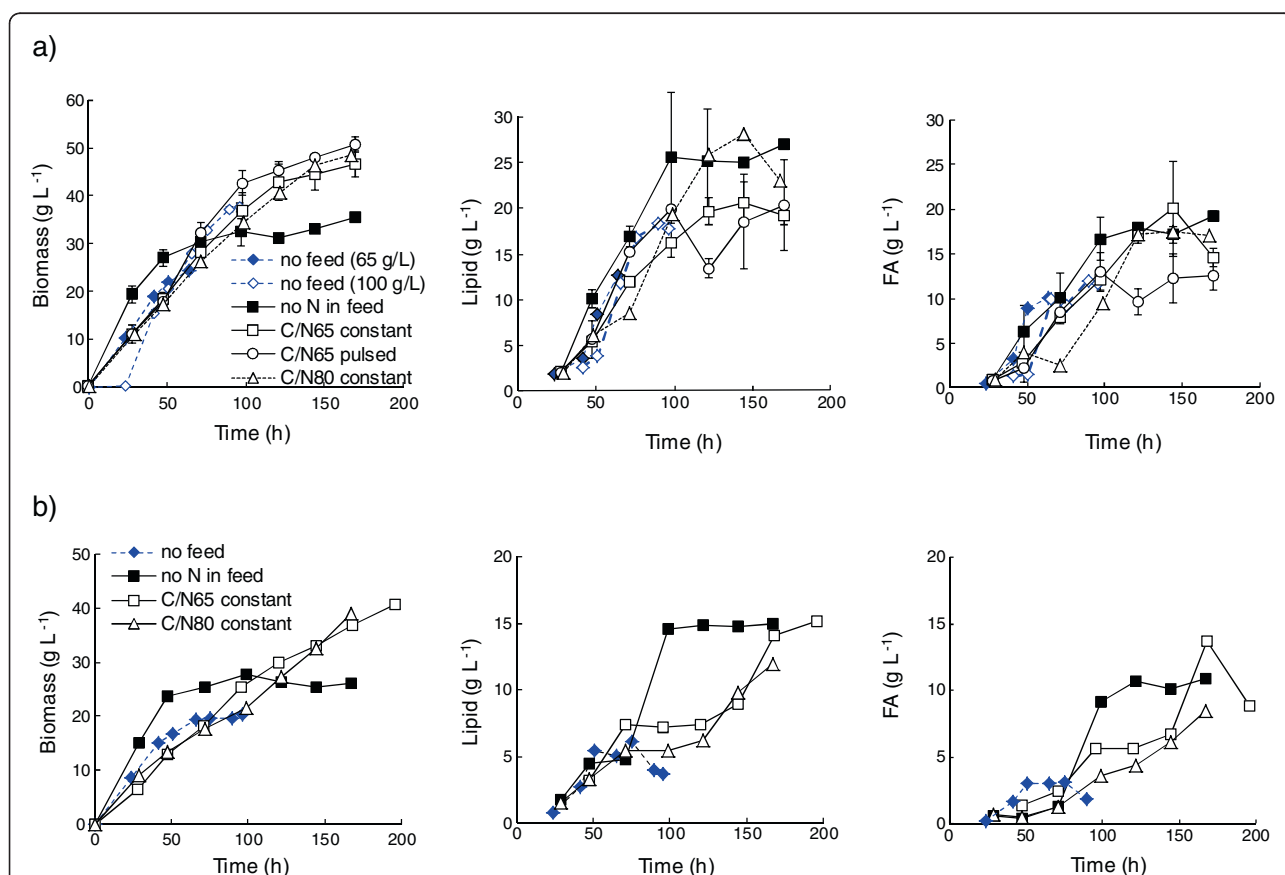 a)
Biomass (g L⁻¹)
60
50
40
30
20
10
0
0 50 100 150 200
Time (h)
no feed (65 g/L)
no feed (100 g/L)
no N in feed
C/N65 constant
C/N65 pulsed
C/N80 constant
Lipid (g L⁻¹)
30
25
20
15
10
5
0
0 50 100 150 200
Time (h)
FA (g L⁻¹)
30
25
20
15
10
5
0
0 50 100 150 200
Time (h)
b)
Biomass (g L⁻¹)
50
40
30
20
10
0
0 50 100 150 200
Time (h)
no feed
no N in feed
C/N65 constant
C/N80 constant
Lipid (g L⁻¹)
20
15
10
5
0
0 50 100 150 200
Time (h)
FA (g L⁻¹)
20
15
10
5
0
0 50 100 150 200
Time (h)